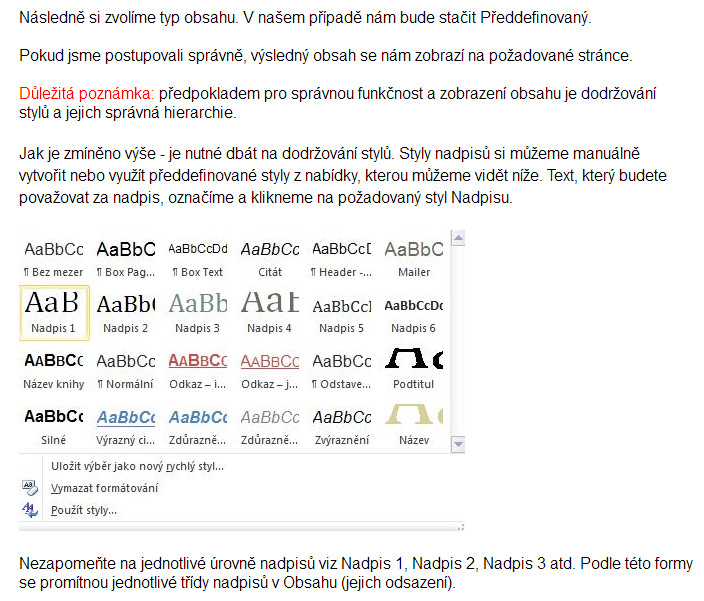 Následně si zvolíme typ obsahu. V našem případě nám bude stačit Předdefinovaný.
Pokud jsme postupovali správně, výsledný obsah se nám zobrazí na požadované stránce.
Důležitá poznámka: předpokladem pro správnou funkčnost a zobrazení obsahu je dodržování
stylů a jejich správná hierarchie.
Jak je zmíněno výše - je nutné dbát na dodržování stylů. Styly nadpisů si můžeme manuálně
vytvořit nebo využít předdefinované styly z nabídky, kterou můžeme vidět níže. Text, který budete
považovat za nadpis, označíme a klikneme na požadovaný styl Nadpisu.
AaBbCc AaBbC AaBbCcDd AaBbCc AaBbCcI AaBbC
¶ Bez mezer ¶ Box Pag... ¶ Box Text Citát ¶ Header -... Mailer
AaB AaBb AaBb AaB AaBbCcI AaBbCcDc
Nadpis 1 Nadpis 2 Nadpis 3 Nadpis 4 Nadpis 5 Nadpis 6
AaBbCc AaBbCc AaBbCc AaBbCc AaBbCc
Název knihy ¶ Normální Odkaz – i... Odkaz – j... ¶ Odstave... Podtitul
AaBbCc AaBbCc AaBbCc AaBbCc AaBbCc
Silné Výrazný ci... Zdůrazně... Zdůrazně... Zvýraznění Název
Uložit výběr jako nový rychlý styl...
Vymazat formátování
Použít styly...
Nezapomeňte na jednotlivé úrovně nadpisů viz Nadpis 1, Nadpis 2, Nadpis 3 atd. Podle této formy
se promítnou jednotlivé třídy nadpisů v Obsahu (jejich odsazení).